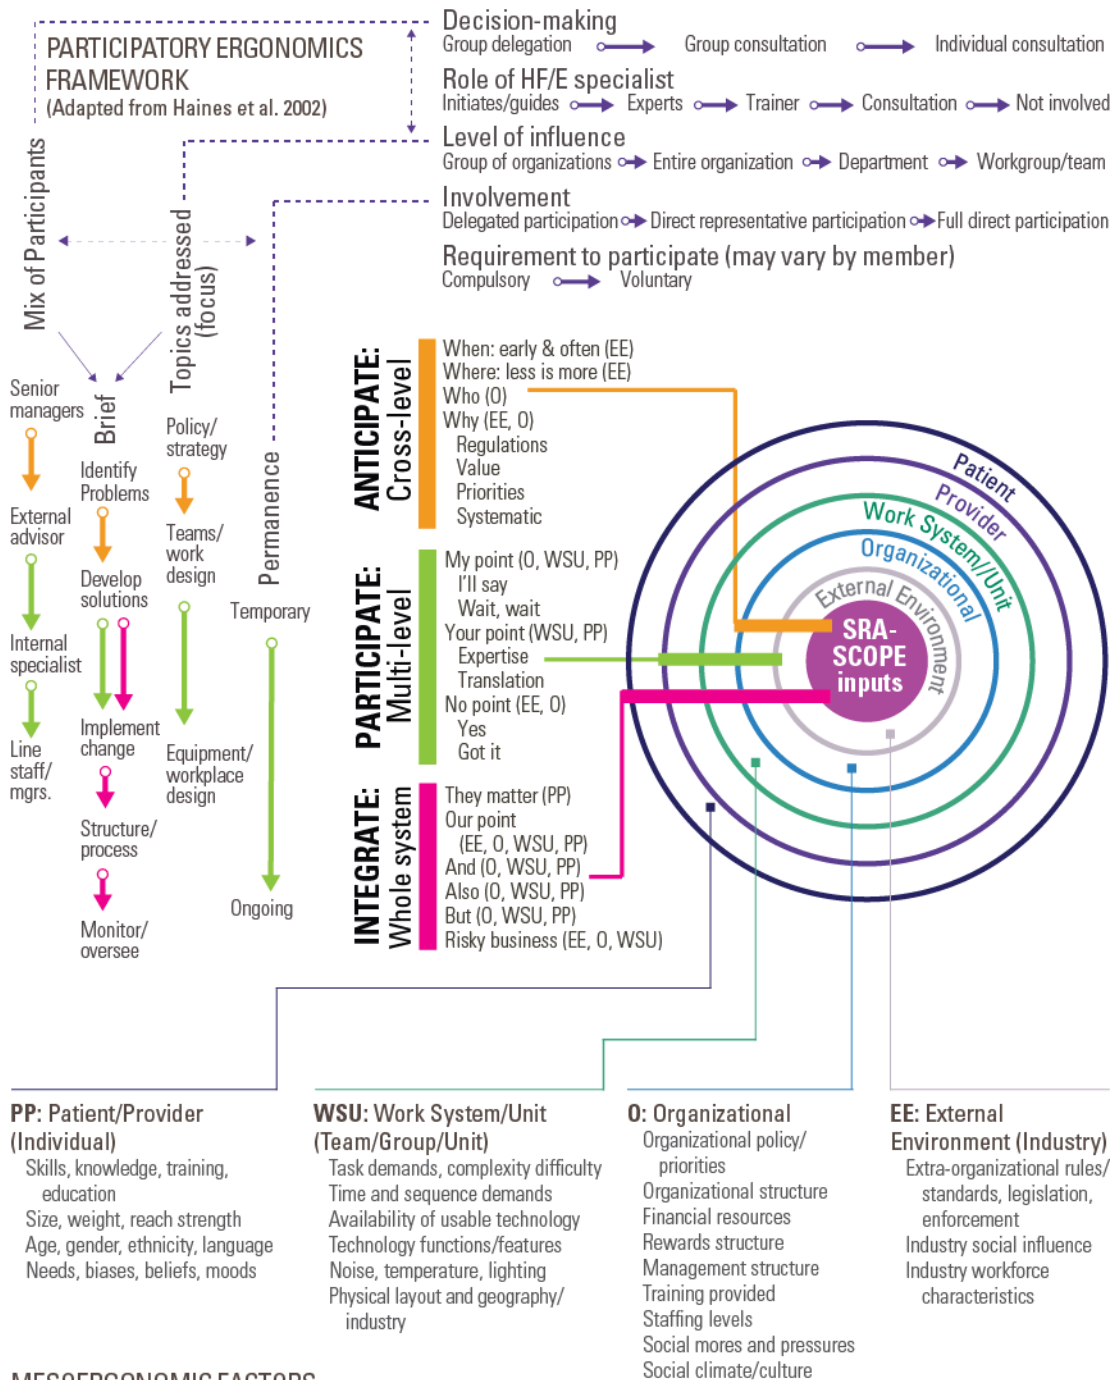 PARTICIPATORY ERGONOMICS
FRAMEWORK
(Adapted from Haines et al. 2002)
Decision-making
Group delegation Group consultation Individual consultation
Role of HF/E specialist
Initiates/guides Experts Trainer Consultation Not involved
Level of influence
Group of organizations Entire organization Department Workgroup/team
Involvement
Delegated participation Direct representative participation Full direct participation
Requirement to participate (may vary by member)
Compulsory Voluntary
Mix of Participants
Senior
managers
External
advisor
Internal
specialist
Line
staff/
mgrs.
Brief
Identify
Problems
Develop
solutions
Implement
change
Structure/
process
Monitor/
oversee
Topics addressed
(focus)
Policy/
strategy
Teams/
work
design
Equipment/
workplace
design
Permanence
Temporary
Ongoing
ANTICIPATE:
Cross-level
When: early & often (EE)
Where: less is more (EE)
Who (O)
Why (EE, O)
Regulations
Value
Priorities
Systematic
PARTICIPATE:
Multi-level
My point (O, WSU, PP)
I'll say
Wait, wait
Your point (WSU, PP)
Expertise
Translation
No point (EE, O)
Yes
Got it
INTEGRATE:
Whole system
They matter (PP)
Our point
(EE, O, WSU, PP)
And (O, WSU, PP)
Also (O, WSU, PP)
But (O, WSU, PP)
Risky business (EE, O, WSU)
Patient
Provider
Work System//Unit
Organizational
External Environment
SRA-
SCOPE
inputs
PP: Patient/Provider
(Individual)
Skills, knowledge, training,
education
Size, weight, reach strength
Age, gender, ethnicity, language
Needs, biases, beliefs, moods
WSU: Work System/Unit
(Team/Group/Unit)
Task demands, complexity difficulty
Time and sequence demands
Availability of usable technology
Technology functions/features
Noise, temperature, lighting
Physical layout and geography/
industry
O: Organizational
Organizational policy/
priorities
Organizational structure
Financial resources
Rewards structure
Management structure
Training provided
Staffing levels
Social mores and pressures
Social climate/culture
EE: External
Environment (Industry)
Extra-organizational rules/
standards, legislation,
enforcement
Industry social influence
Industry workforce
characteristics
MESOERGONOMIC FACTORS